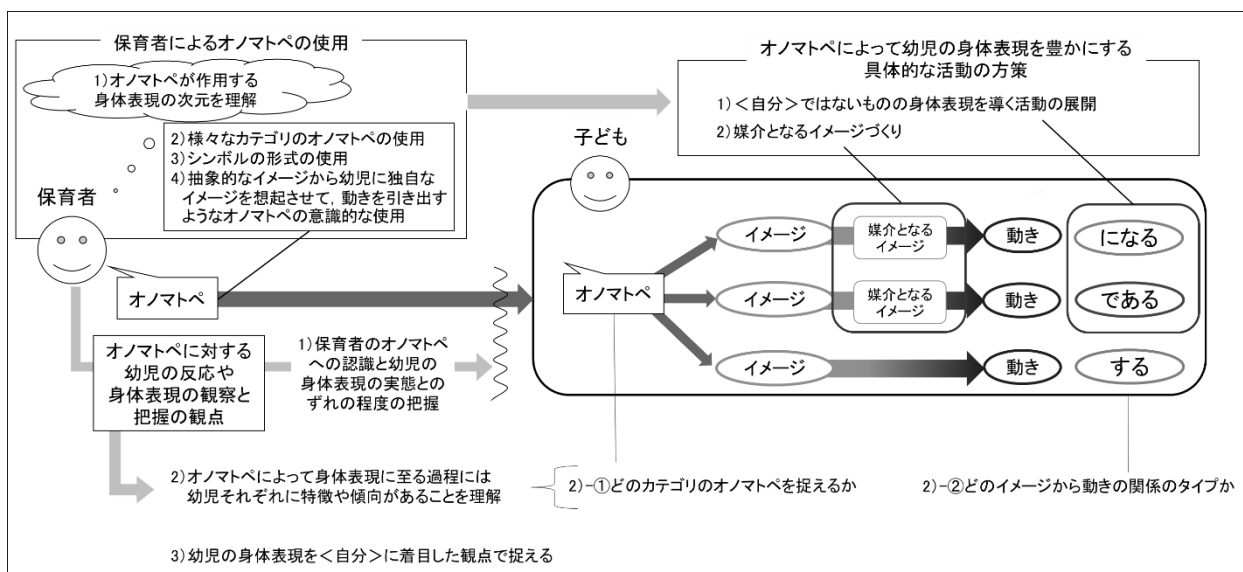 保育者によるオノマトペの使用
1)オノマトペが作用する
身体表現の次元を理解
2)様々なカテゴリのオノマトペの使用
3)シンボルの形式の使用
4)抽象的なイメージから幼児に独自な
イメージを想起させて，動きを引き出す
ようなオノマトペの意識的な使用
保育者
オノマトペ
オノマトペによって幼児の身体表現を豊かにする
具体的な活動の方策
1)＜自分＞ではないものの身体表現を導く活動の展開
2)媒介となるイメージづくり
子ども
オノマトペ
イメージ
媒介となる
イメージ
動き
になる
イメージ
媒介となる
イメージ
動き
である
イメージ
動き
する
オノマトペに対する
幼児の反応や
身体表現の観察と
把握の観点
1)保育者のオノマトペ
への認識と幼児の
身体表現の実態との
ずれの程度の把握
2)オノマトペによって身体表現に至る過程には
幼児それぞれに特徴や傾向があることを理解
2)-①どのカテゴリのオノマトペを捉えるか
2)-②どのイメージから動きの関係のタイプか
3)幼児の身体表現を＜自分＞に着目した観点で捉える